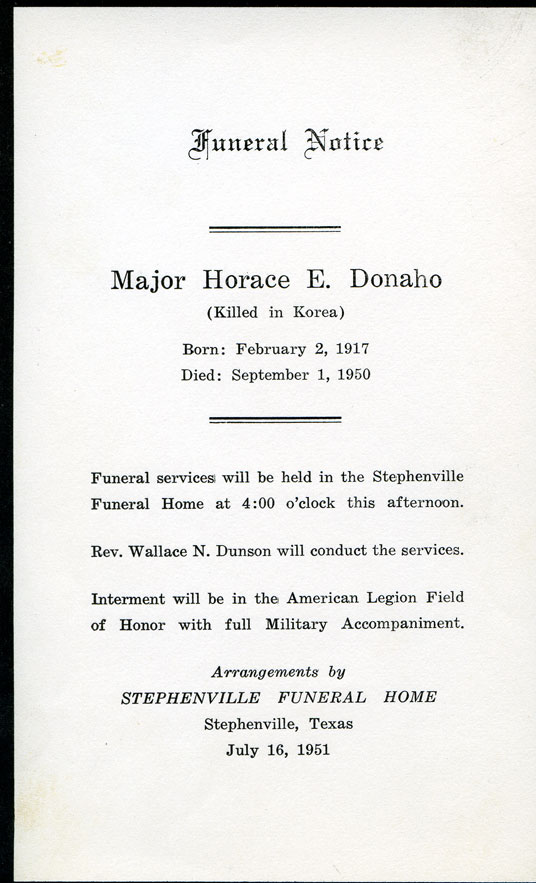 Funeral Notice
Major Horace E. Donaho
(Killed in Korea)
Born: February 2, 1917
Died: September 1, 1950
Funeral services will be held in the Stephenville
Funeral Home at 4:00 o'clock this afternoon.
Rev. Wallace N. Dunson will conduct the services.
Interment will be in the American Legion Field
of Honor with full Military Accompaniment.
Arrangements by
STEPHENVILLE FUNERAL HOME
Stephenville, Texas
July 16, 1951